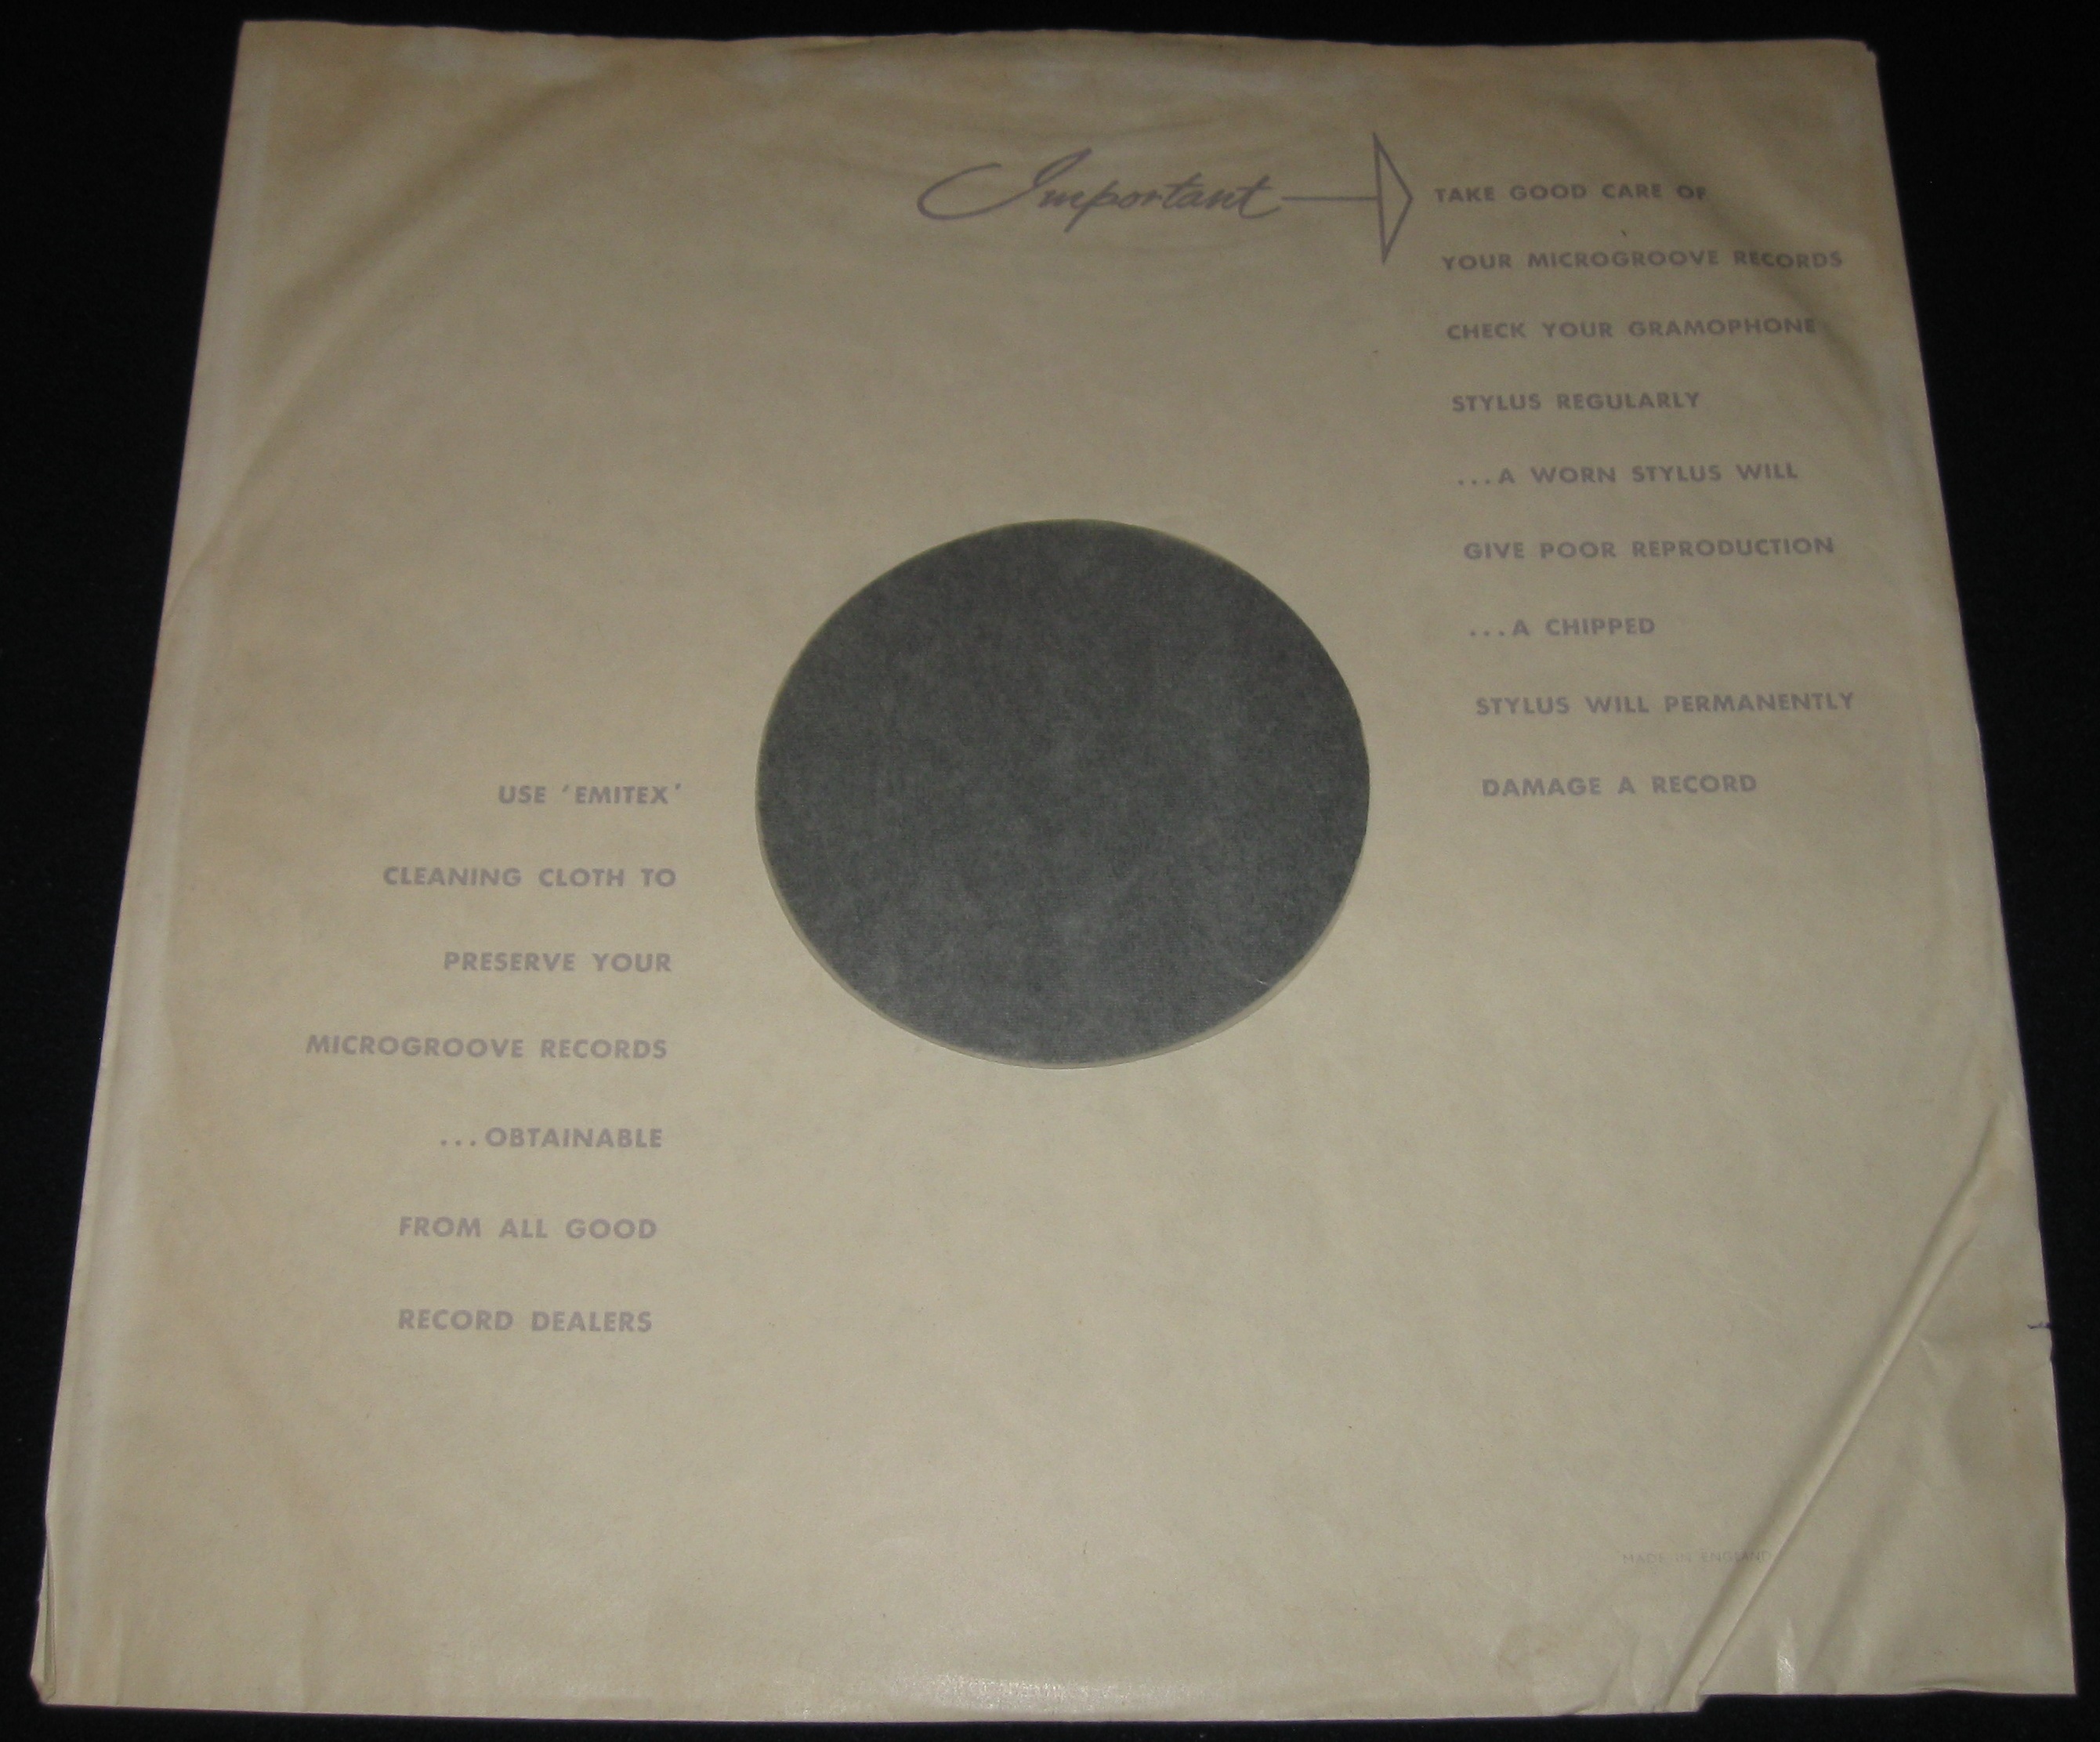 Important
TAKE GOOD CARE OF
YOUR MICROGROOVE RECORDS
CHECK YOUR GRAMOPHONE
STYLUS REGULARLY
...A WORN STYLUS WILL
GIVE POOR REPRODUCTION
...A CHIPPED
STYLUS WILL PERMANENTLY
DAMAGE A RECORD
USE 'EMITEX'
CLEANING CLOTH TO
PRESERVE YOUR
MICROGROOVE RECORDS
...OBTAINABLE
FROM ALL GOOD
RECORD DEALERS
MADE IN ENGLAND